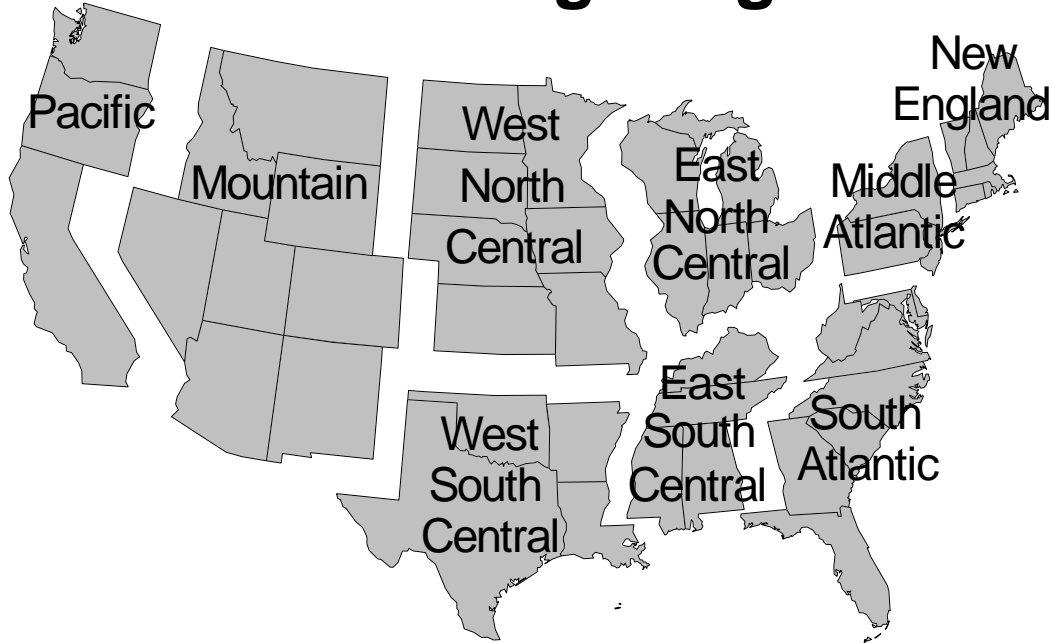 New
England
Pacific
West
North
Central
East
North
Central
Mountain
Middle
Atlantic
East
South
Central
West
South
Central
South
Atlantic